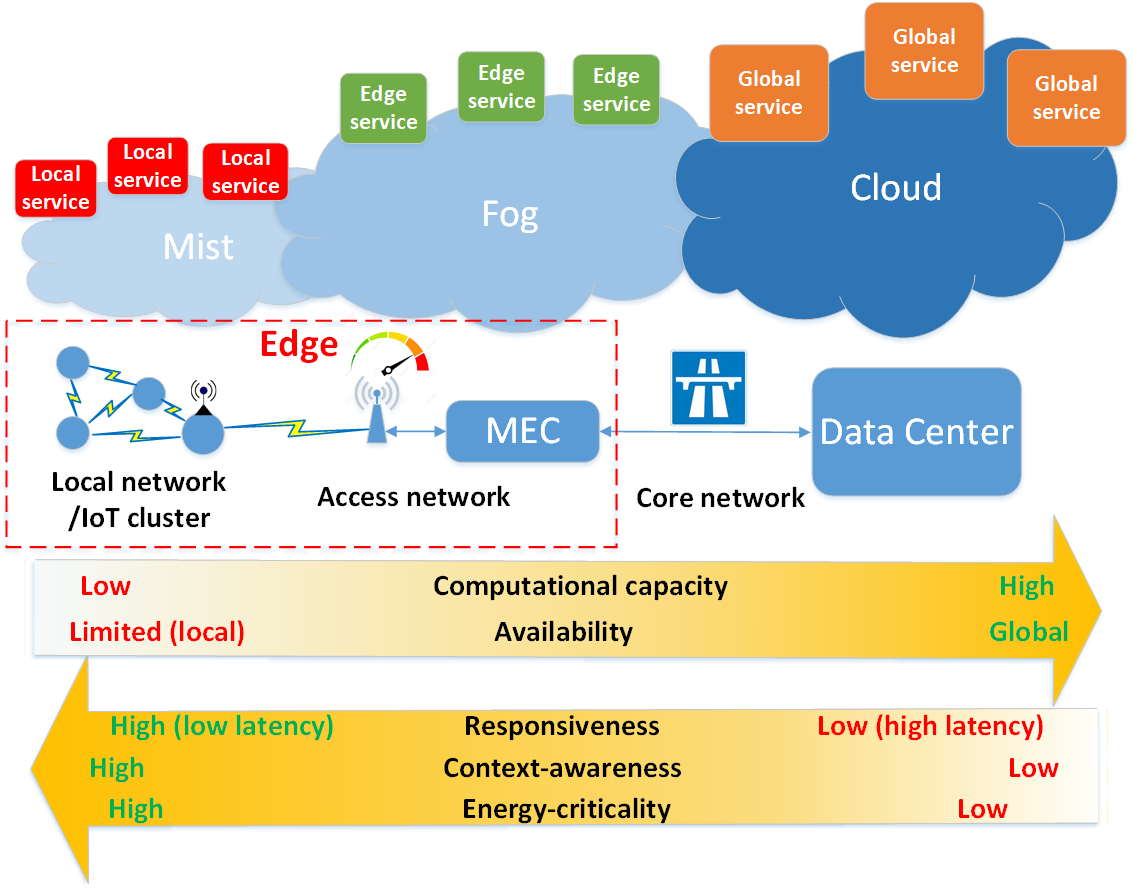 Local
service
Local
service
Local
service
Edge
service
Edge
service
Edge
service
Global
service
Global
service
Global
service
Mist
Fog
Cloud
Edge
MEC
Data Center
Local network
/IoT cluster
Access network
Core network
Low Computational capacity High
Limited (local) Availability Global
High (low latency) Responsiveness Low (high latency)
High Context-awareness Low
High Energy-criticality Low